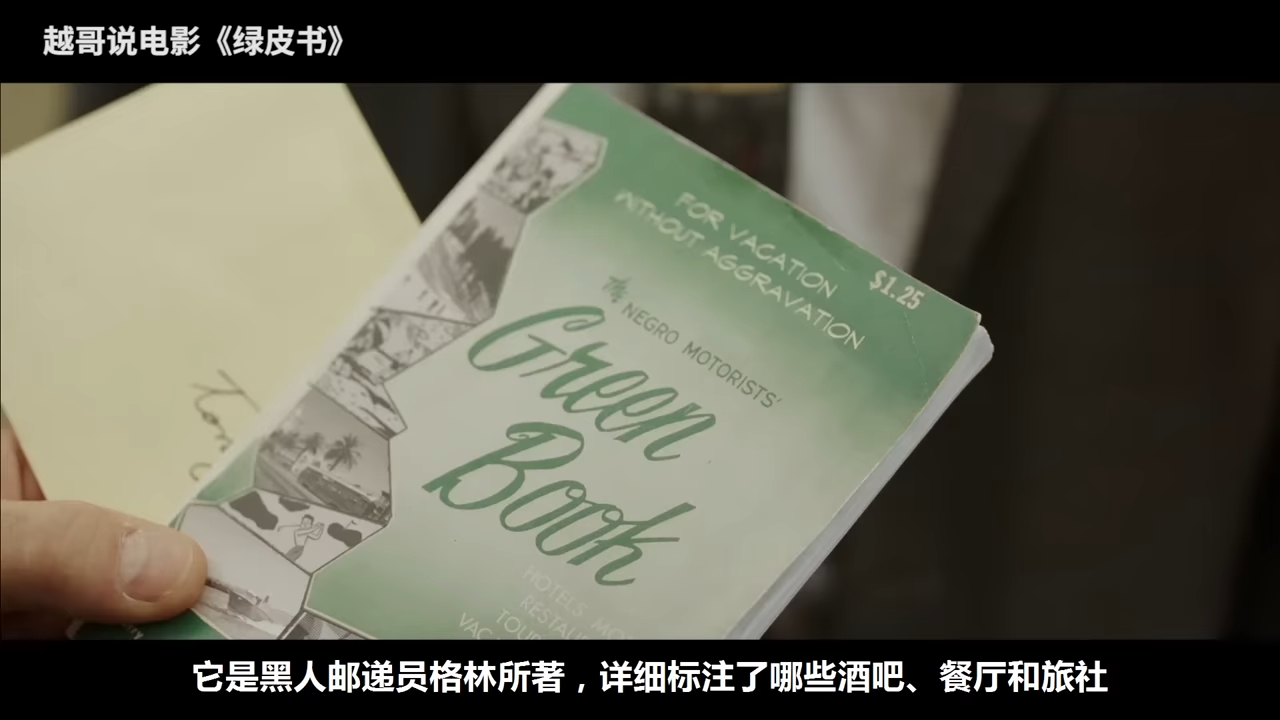 越哥说电影《绿皮书》
FOR VACATION
WITHOUT AGGRAVATION
$1.25
The NEGRO MOTORISTS'
Green
Book
HOTELS
它是黑人邮递员格林所著，详细标注了哪些酒吧、餐厅和旅社